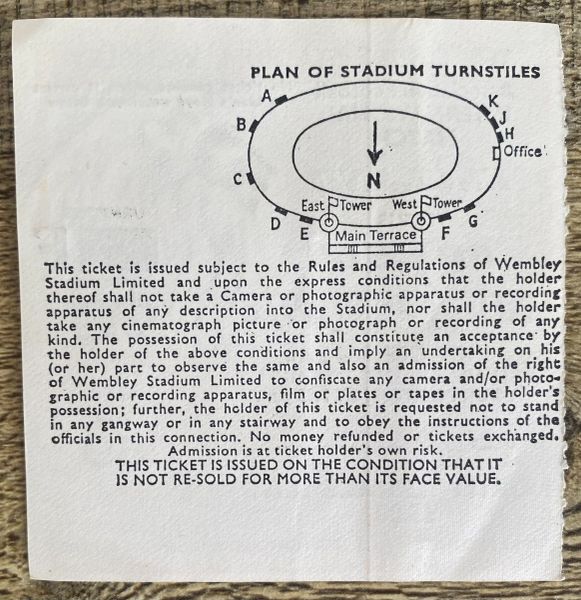 PLAN OF STADIUM TURNSTILES
A
K
J
B
H
Office
N
C
East Tower
West Tower
D
E
Main Terrace
F
G
This ticket is issued subject to the Rules and Regulations of Wembley
Stadium Limited and upon the express conditions that the holder
thereof shall not take a Camera or photographic apparatus or recording
apparatus of any description into the Stadium, nor shall the holder
take any cinematograph picture or photograph or recording of any
kind. The possession of this ticket shall constitute an acceptance by
the holder of the above conditions and imply an undertaking on his
(or her) part to observe the same and also an admission of the right
of Wembley Stadium Limited to confiscate any camera and/or photo-
graphic or recording apparatus, film or plates or tapes in the holder's
possession; further, the holder of this ticket is requested not to stand
in any gangway or in any stairway and to obey the instructions of the
officials in this connection. No money refunded or tickets exchanged.
Admission is at ticket holder's own risk.
THIS TICKET IS ISSUED ON THE CONDITION THAT IT
IS NOT RE-SOLD FOR MORE THAN ITS FACE VALUE.